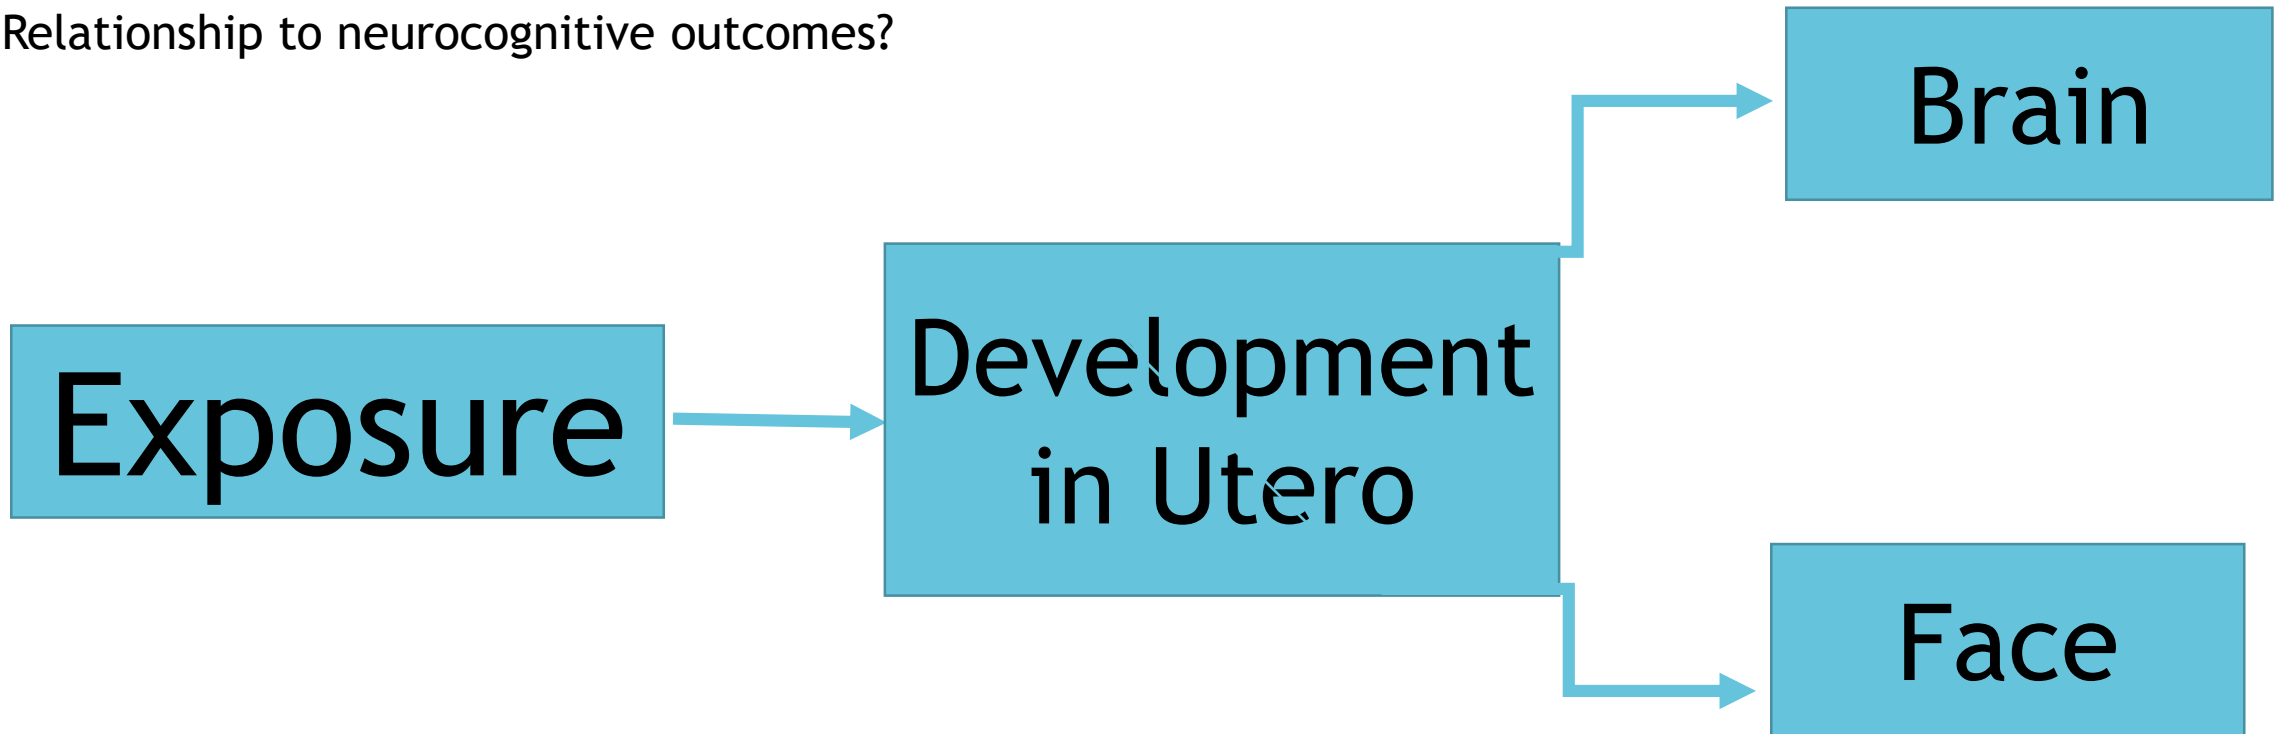 Relationship to neurocognitive outcomes?
Brain
Exposure
Development
in Utero
Face